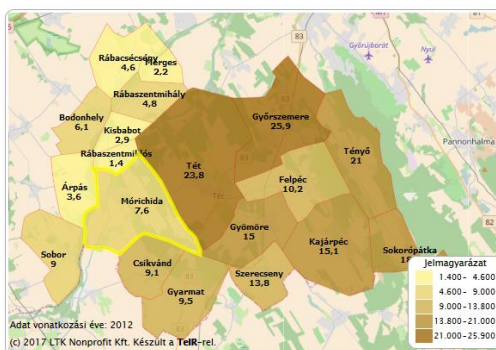 83
Győrújbarát
Nyúl
Rábacsécsény
4,6
Mérges
2,2
Rábaszentmihály
4,8
Bodonhely
6,1
Kisbabot
2,9
Rábaszentmiklós
1,4
Győrszemere
25,9
Tényő
21
Pannonhalma
Tét
23,8
Felpéc
10,2
82
Árpás
3,6
Mórichida
7,6
Gyömöre
15
Kajárpéc
15,1
Sokorópátka
Sobor
9
Csikvánd
9,1
Szerecseny
13,8
Gyarmat
9,5
Jelmagyarázat
1.400- 4.600
4.600- 9.000
9.000-13.800
13.800-21.000
21.000-25.900
Adat vonatkozási éve: 2012
(c) 2017 LTK Nonprofit Kft. Készült a TeIR-rel.